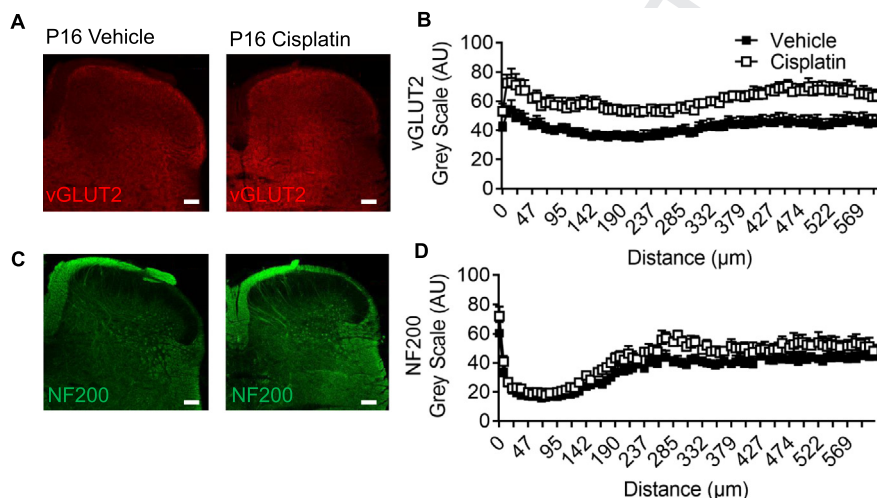 A
P16 Vehicle
P16 Cisplatin
vGLUT2
vGLUT2
B
Vehicle
Cisplatin
vGLUT2
Grey Scale (AU)
100
80
60
40
20
0
0 47 95 142 190 237 285 332 379 427 474 522 569
Distance (µm)
C
NF200
NF200
D
NF200
Grey Scale (AU)
100
80
60
40
20
0
0 47 95 142 190 237 285 332 379 427 474 522 569
Distance (µm)